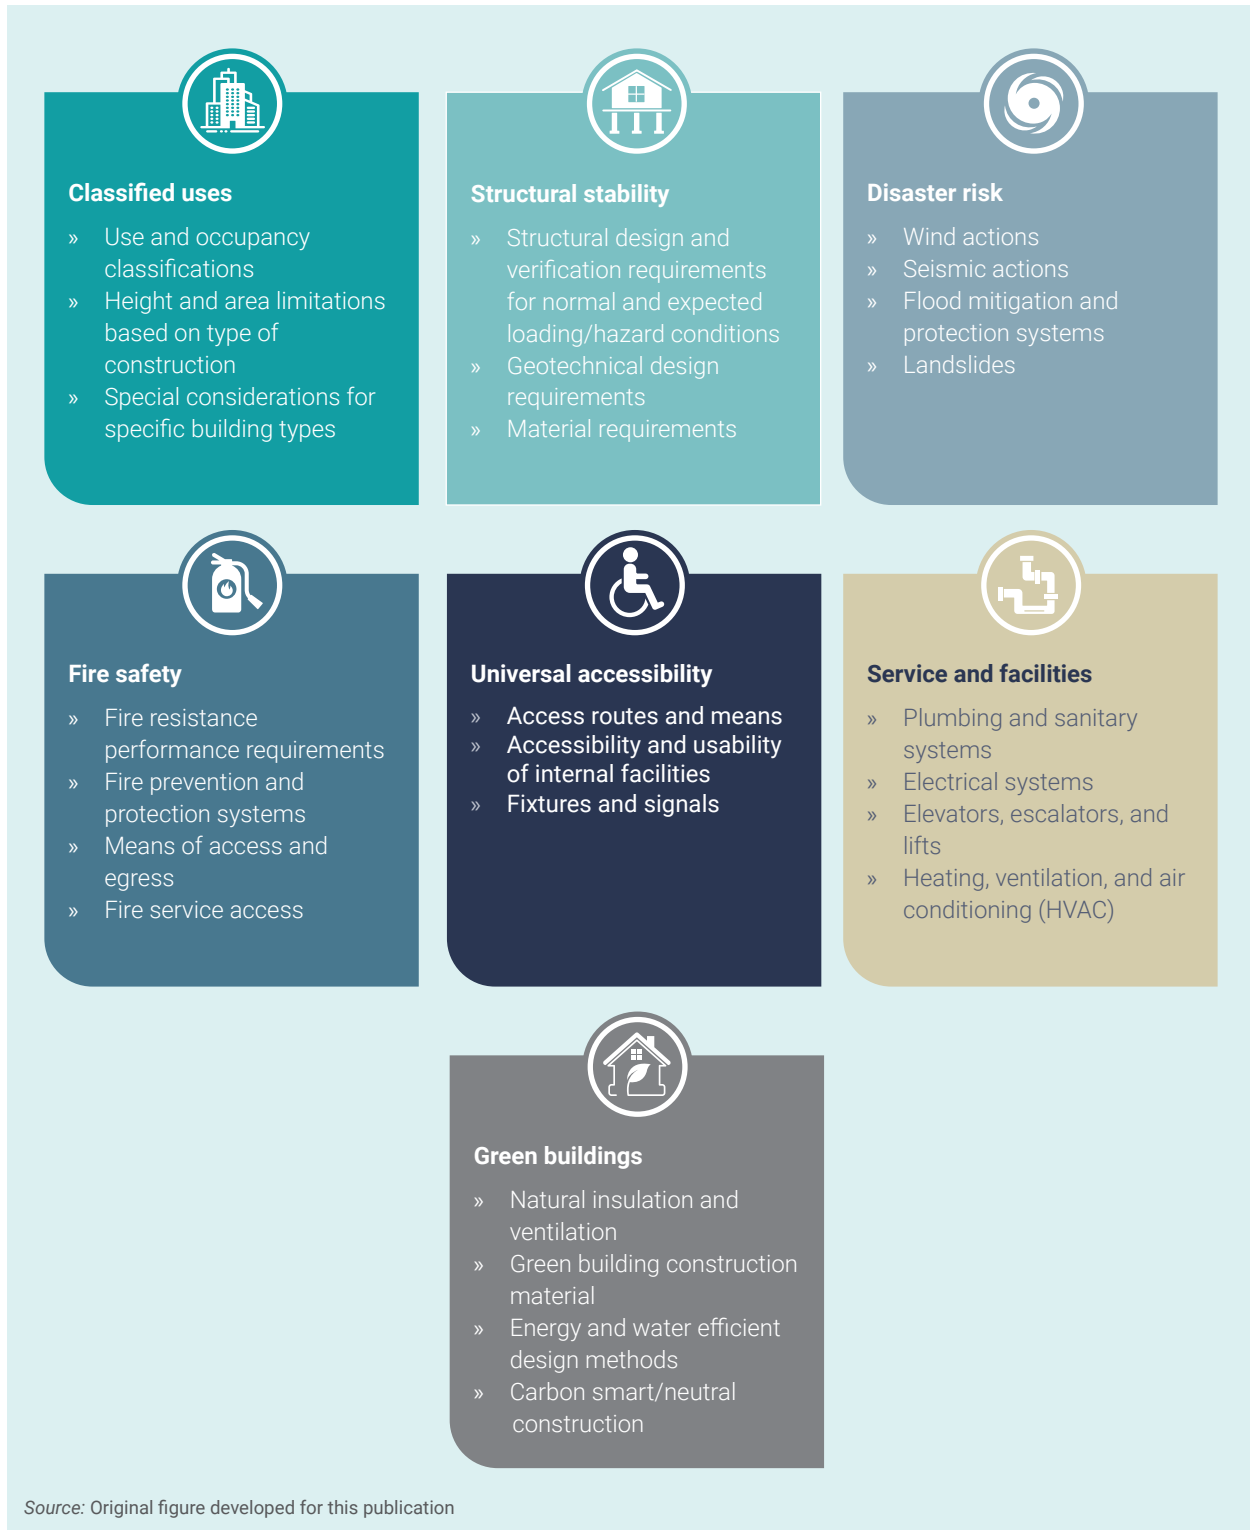 Classified uses
» Use and occupancy
classifications
» Height and area limitations
based on type of
construction
» Special considerations for
specific building types
Structural stability
» Structural design and
verification requirements
for normal and expected
loading/hazard conditions
» Geotechnical design
requirements
» Material requirements
Disaster risk
» Wind actions
» Seismic actions
» Flood mitigation and
protection systems
» Landslides
Fire safety
» Fire resistance
performance requirements
» Fire prevention and
protection systems
» Means of access and
egress
» Fire service access
Universal accessibility
» Access routes and means
» Accessibility and usability
of internal facilities
» Fixtures and signals
Service and facilities
» Plumbing and sanitary
systems
» Electrical systems
» Elevators, escalators, and
lifts
» Heating, ventilation, and air
conditioning (HVAC)
Green buildings
» Natural insulation and
ventilation
» Green building construction
material
» Energy and water efficient
design methods
» Carbon smart/neutral
construction
Source: Original figure developed for this publication